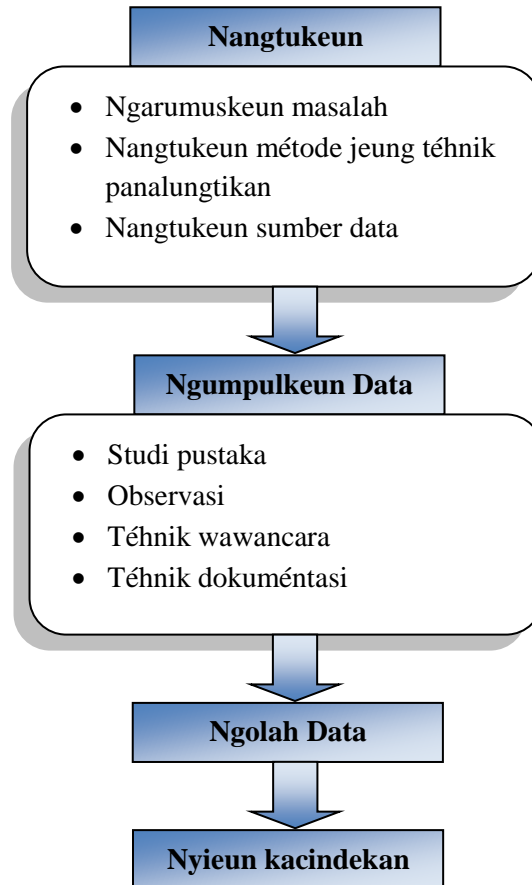 Nangtukeun
• Ngarumuskeun masalah
• Nangtukeun métode jeung téhnik
panalungtikan
• Nangtukeun sumber data
Ngumpulkeun Data
• Studi pustaka
• Observasi
• Téhnik wawancara
• Téhnik dokuméntasi
Ngolah Data
Nyieun kacindekan